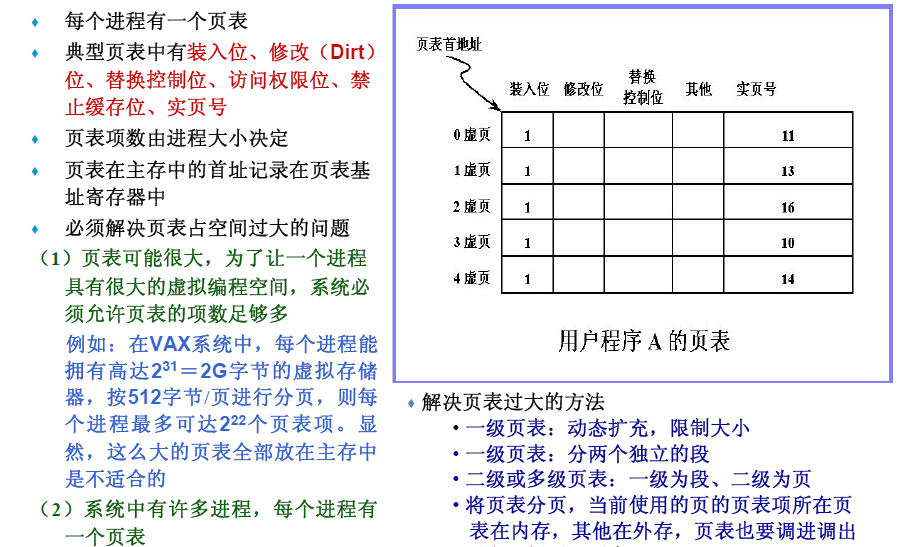 ♦ 每个进程有一个页表
♦ 典型页表中有装入位、修改（Dirt）
位、替换控制位、访问权限位、禁
止缓存位、实页号
♦ 页表项数由进程大小决定
♦ 页表在主存中的首址记录在页表基
址寄存器中
♦ 必须解决页表占空间过大的问题
（1）页表可能很大，为了让一个进程
具有很大的虚拟编程空间，系统必
须允许页表的项数足够多
例如：在VAX系统中，每个进程能
拥有高达2³¹＝2G字节的虚拟存储
器，按512字节/页进行分页，则每
个进程最多可达2²²个页表项。显
然，这么大的页表全部放在主存中
是不适合的
（2）系统中有许多进程，每个进程有
一个页表
页表首地址
装入位 修改位 替换 其他 实页号
控制位
0 虚页 1 11
1 虚页 1 13
2 虚页 1 16
3 虚页 1 10
4 虚页 1 14
用户程序 A 的页表
♦ 解决页表过大的方法
• 一级页表：动态扩充，限制大小
• 一级页表：分两个独立的段
• 二级或多级页表：一级为段、二级为页
• 将页表分页，当前使用的页的页表项所在页
表在内存，其他在外存，页表也要调进调出